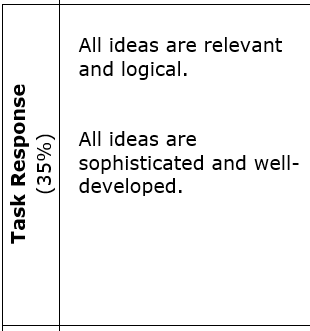 Task Response
(35%)
All ideas are relevant
and logical.
All ideas are
sophisticated and well-
developed.